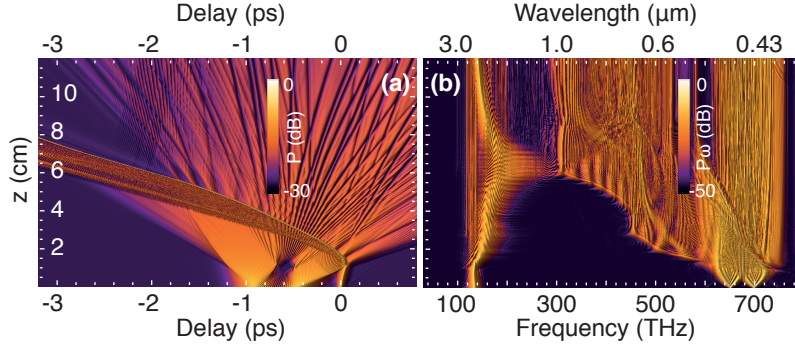 Delay (ps)
-3 -2 -1 0
Wavelength (µm)
3.0 1.0 0.6 0.43
z (cm)
10
8
6
4
2
(a)
0
P (dB)
-30
(b)
0
Pω (dB)
-50
-3 -2 -1 0
Delay (ps)
100 300 500 700
Frequency (THz)